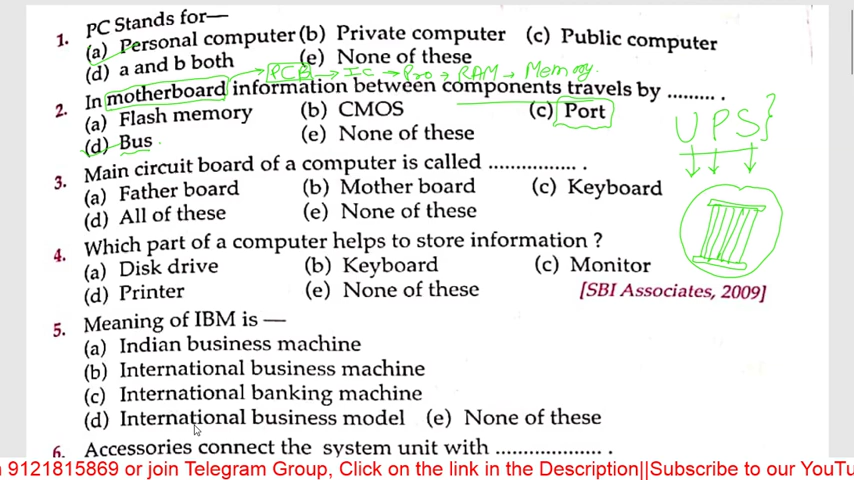 1. PC Stands for—
(a) Personal computer (b) Private computer (c) Public computer
(d) a and b both (e) None of these
PCB → IC → Pro → RAM → Memory.
2. In motherboard information between components travels by ......... .
(a) Flash memory (b) CMOS (c) Port
(d) Bus (e) None of these
UPS}
3. Main circuit board of a computer is called ................ .
(a) Father board (b) Mother board (c) Keyboard
(d) All of these (e) None of these
4. Which part of a computer helps to store information ?
(a) Disk drive (b) Keyboard (c) Monitor
(d) Printer (e) None of these [SBI Associates, 2009]
5. Meaning of IBM is —
(a) Indian business machine
(b) International business machine
(c) International banking machine
(d) International business model (e) None of these
6. Accessories connect the system unit with .................... .
9121815869 or join Telegram Group, Click on the link in the Description||Subscribe to our